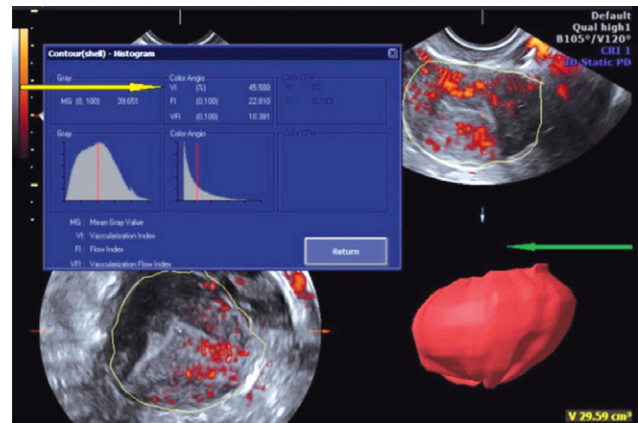 Default
Qual high1
B105°/V120°
CRI 1
3D Static PD
Contour(shell) - Histogram
Gray
MG (0, 100) 39.651
Color Angio
VI (%) 45.508
FI (0,100) 22.810
VFI (0,100) 10.381
Color CFM
Gray
Color Angio
Color CFM
MG : Mean Gray Value
VI : Vascularization Index
FI : Flow Index
VFI : Vascularization Flow Index
Return
V 29.59 cm³